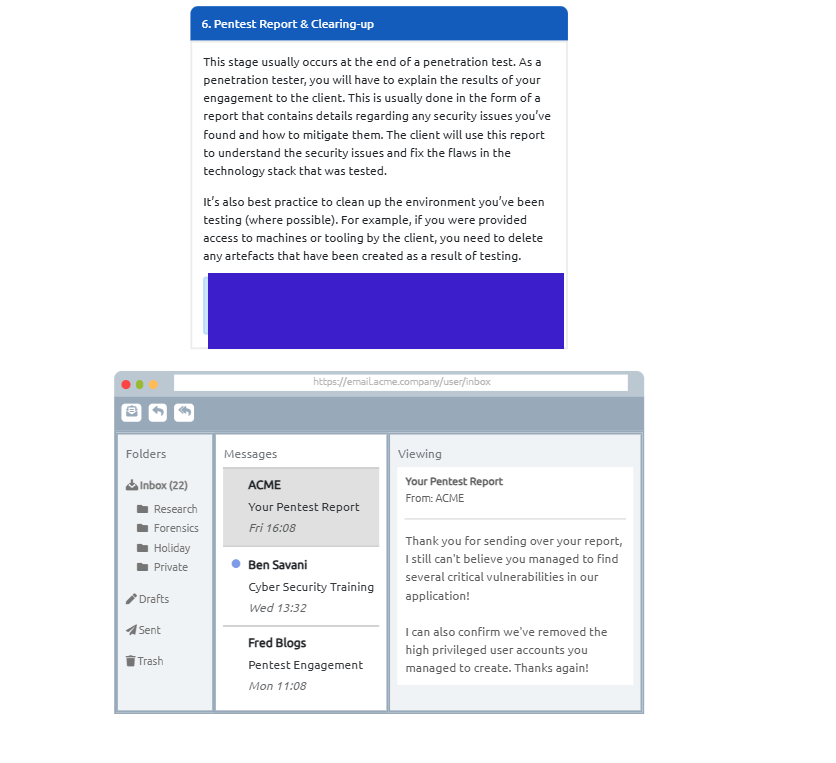 6. Pentest Report & Clearing-up
This stage usually occurs at the end of a penetration test. As a
penetration tester, you will have to explain the results of your
engagement to the client. This is usually done in the form of a
report that contains details regarding any security issues you’ve
found and how to mitigate them. The client will use this report
to understand the security issues and fix the flaws in the
technology stack that was tested.
It’s also best practice to clean up the environment you’ve been
testing (where possible). For example, if you were provided
access to machines or tooling by the client, you need to delete
any artefacts that have been created as a result of testing.
https://email.acme.company/user/inbox
Folders
Inbox (22)
Research
Forensics
Holiday
Private
Drafts
Sent
Trash
Messages
ACME
Your Pentest Report
Fri 16:08
Ben Savani
Cyber Security Training
Wed 13:32
Fred Blogs
Pentest Engagement
Mon 11:08
Viewing
Your Pentest Report
From: ACME
Thank you for sending over your report,
I still can't believe you managed to find
several critical vulnerabilities in our
application!
I can also confirm we've removed the
high privileged user accounts you
managed to create. Thanks again!